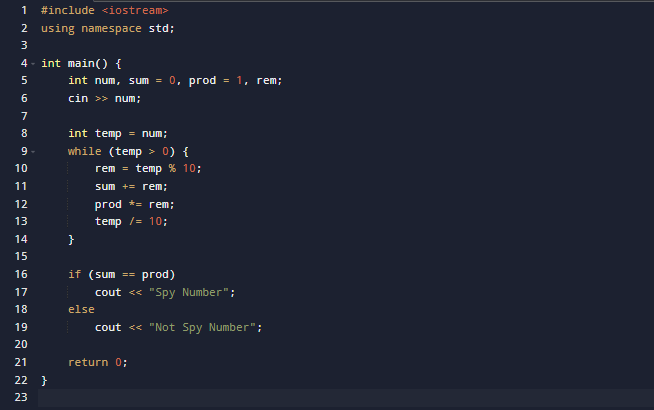 1 #include <iostream>
2 using namespace std;
3
4 int main() {
5     int num, sum = 0, prod = 1, rem;
6     cin >> num;
7
8     int temp = num;
9     while (temp > 0) {
10         rem = temp % 10;
11         sum += rem;
12         prod *= rem;
13         temp /= 10;
14     }
15
16     if (sum == prod)
17         cout << "Spy Number";
18     else
19         cout << "Not Spy Number";
20
21     return 0;
22 }
23